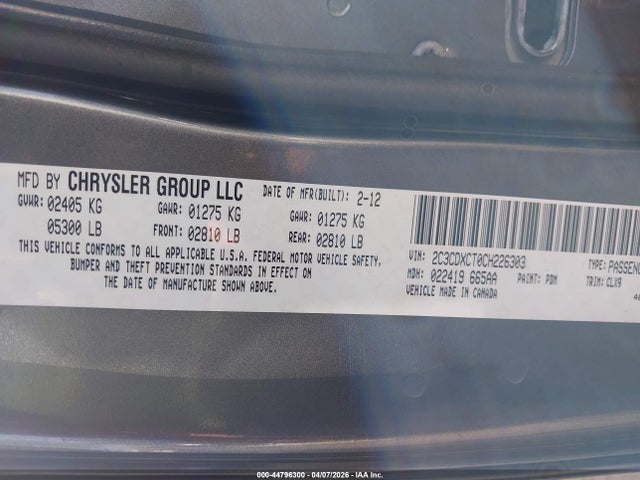 MFD BY CHRYSLER GROUP LLC DATE OF MFR(BUILT): 2-12
GVWR: 02405 KG GAWR: 01275 KG GAWR: 01275 KG
05300 LB FRONT: 02810 LB REAR: 02810 LB
THIS VEHICLE CONFORMS TO ALL APPLICABLE U.S.A. FEDERAL MOTOR VEHICLE SAFETY,
BUMPER AND THEFT PREVENTION STANDARDS IN EFFECT ON
THE DATE OF MANUFACTURE SHOWN ABOVE.
VIN: 2C3CDXCT0CH226303 TYPE: PASSENG
MDH: 022419 665AA PAINT: PDM TRIM: CLX9
VEHICLE MADE IN CANADA
000-44796300 - 04/07/2026 - Copyright IAA, Inc.